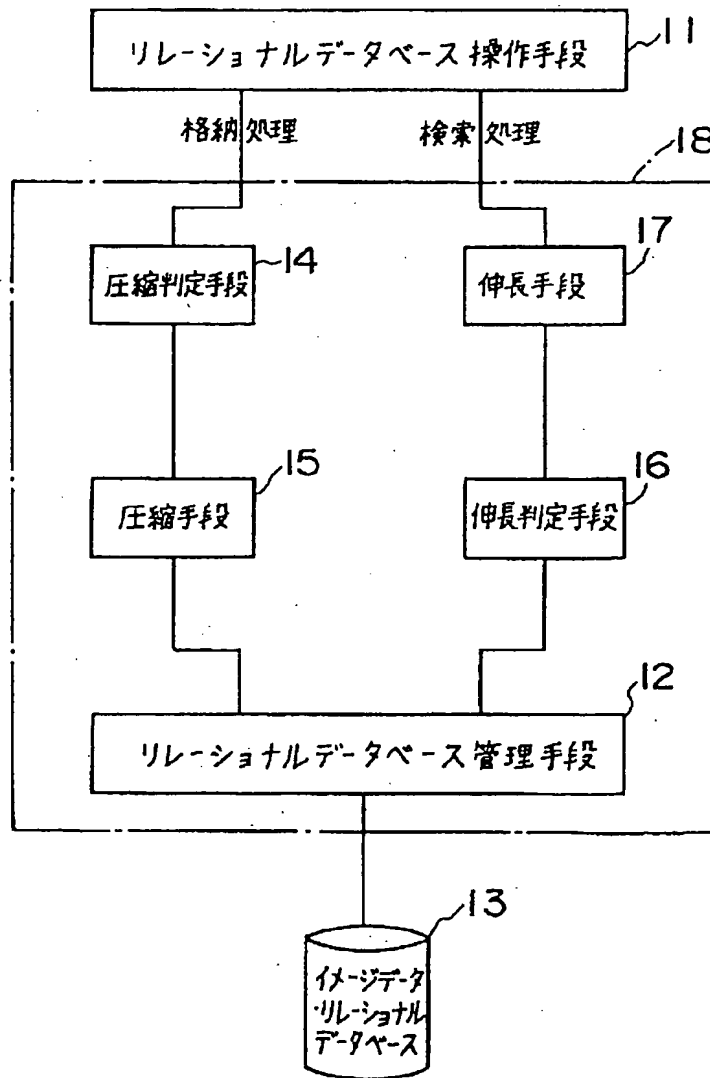 リレーショナルデータベース操作手段
11
格納処理
検索処理
18
圧縮判定手段
14
伸長手段
17
圧縮手段
15
伸長判定手段
16
リレーショナルデータベース管理手段
12
13
イメージデータ
・リレーショナル
データベース